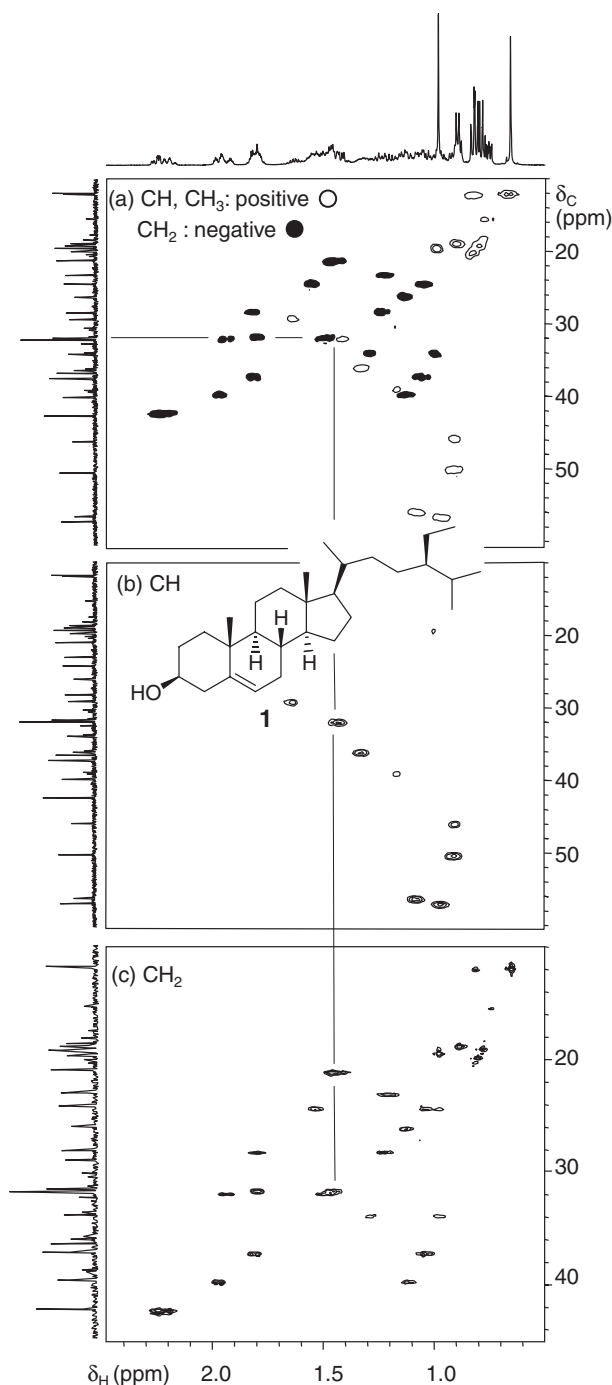 (a) CH, CH₃: positive
CH₂ : negative
δC
(ppm)
20
30
40
50
(b) CH
H
H
H
HO
1
20
30
40
50
(c) CH₂
20
30
40
δH (ppm)
2.0
1.5
1.0